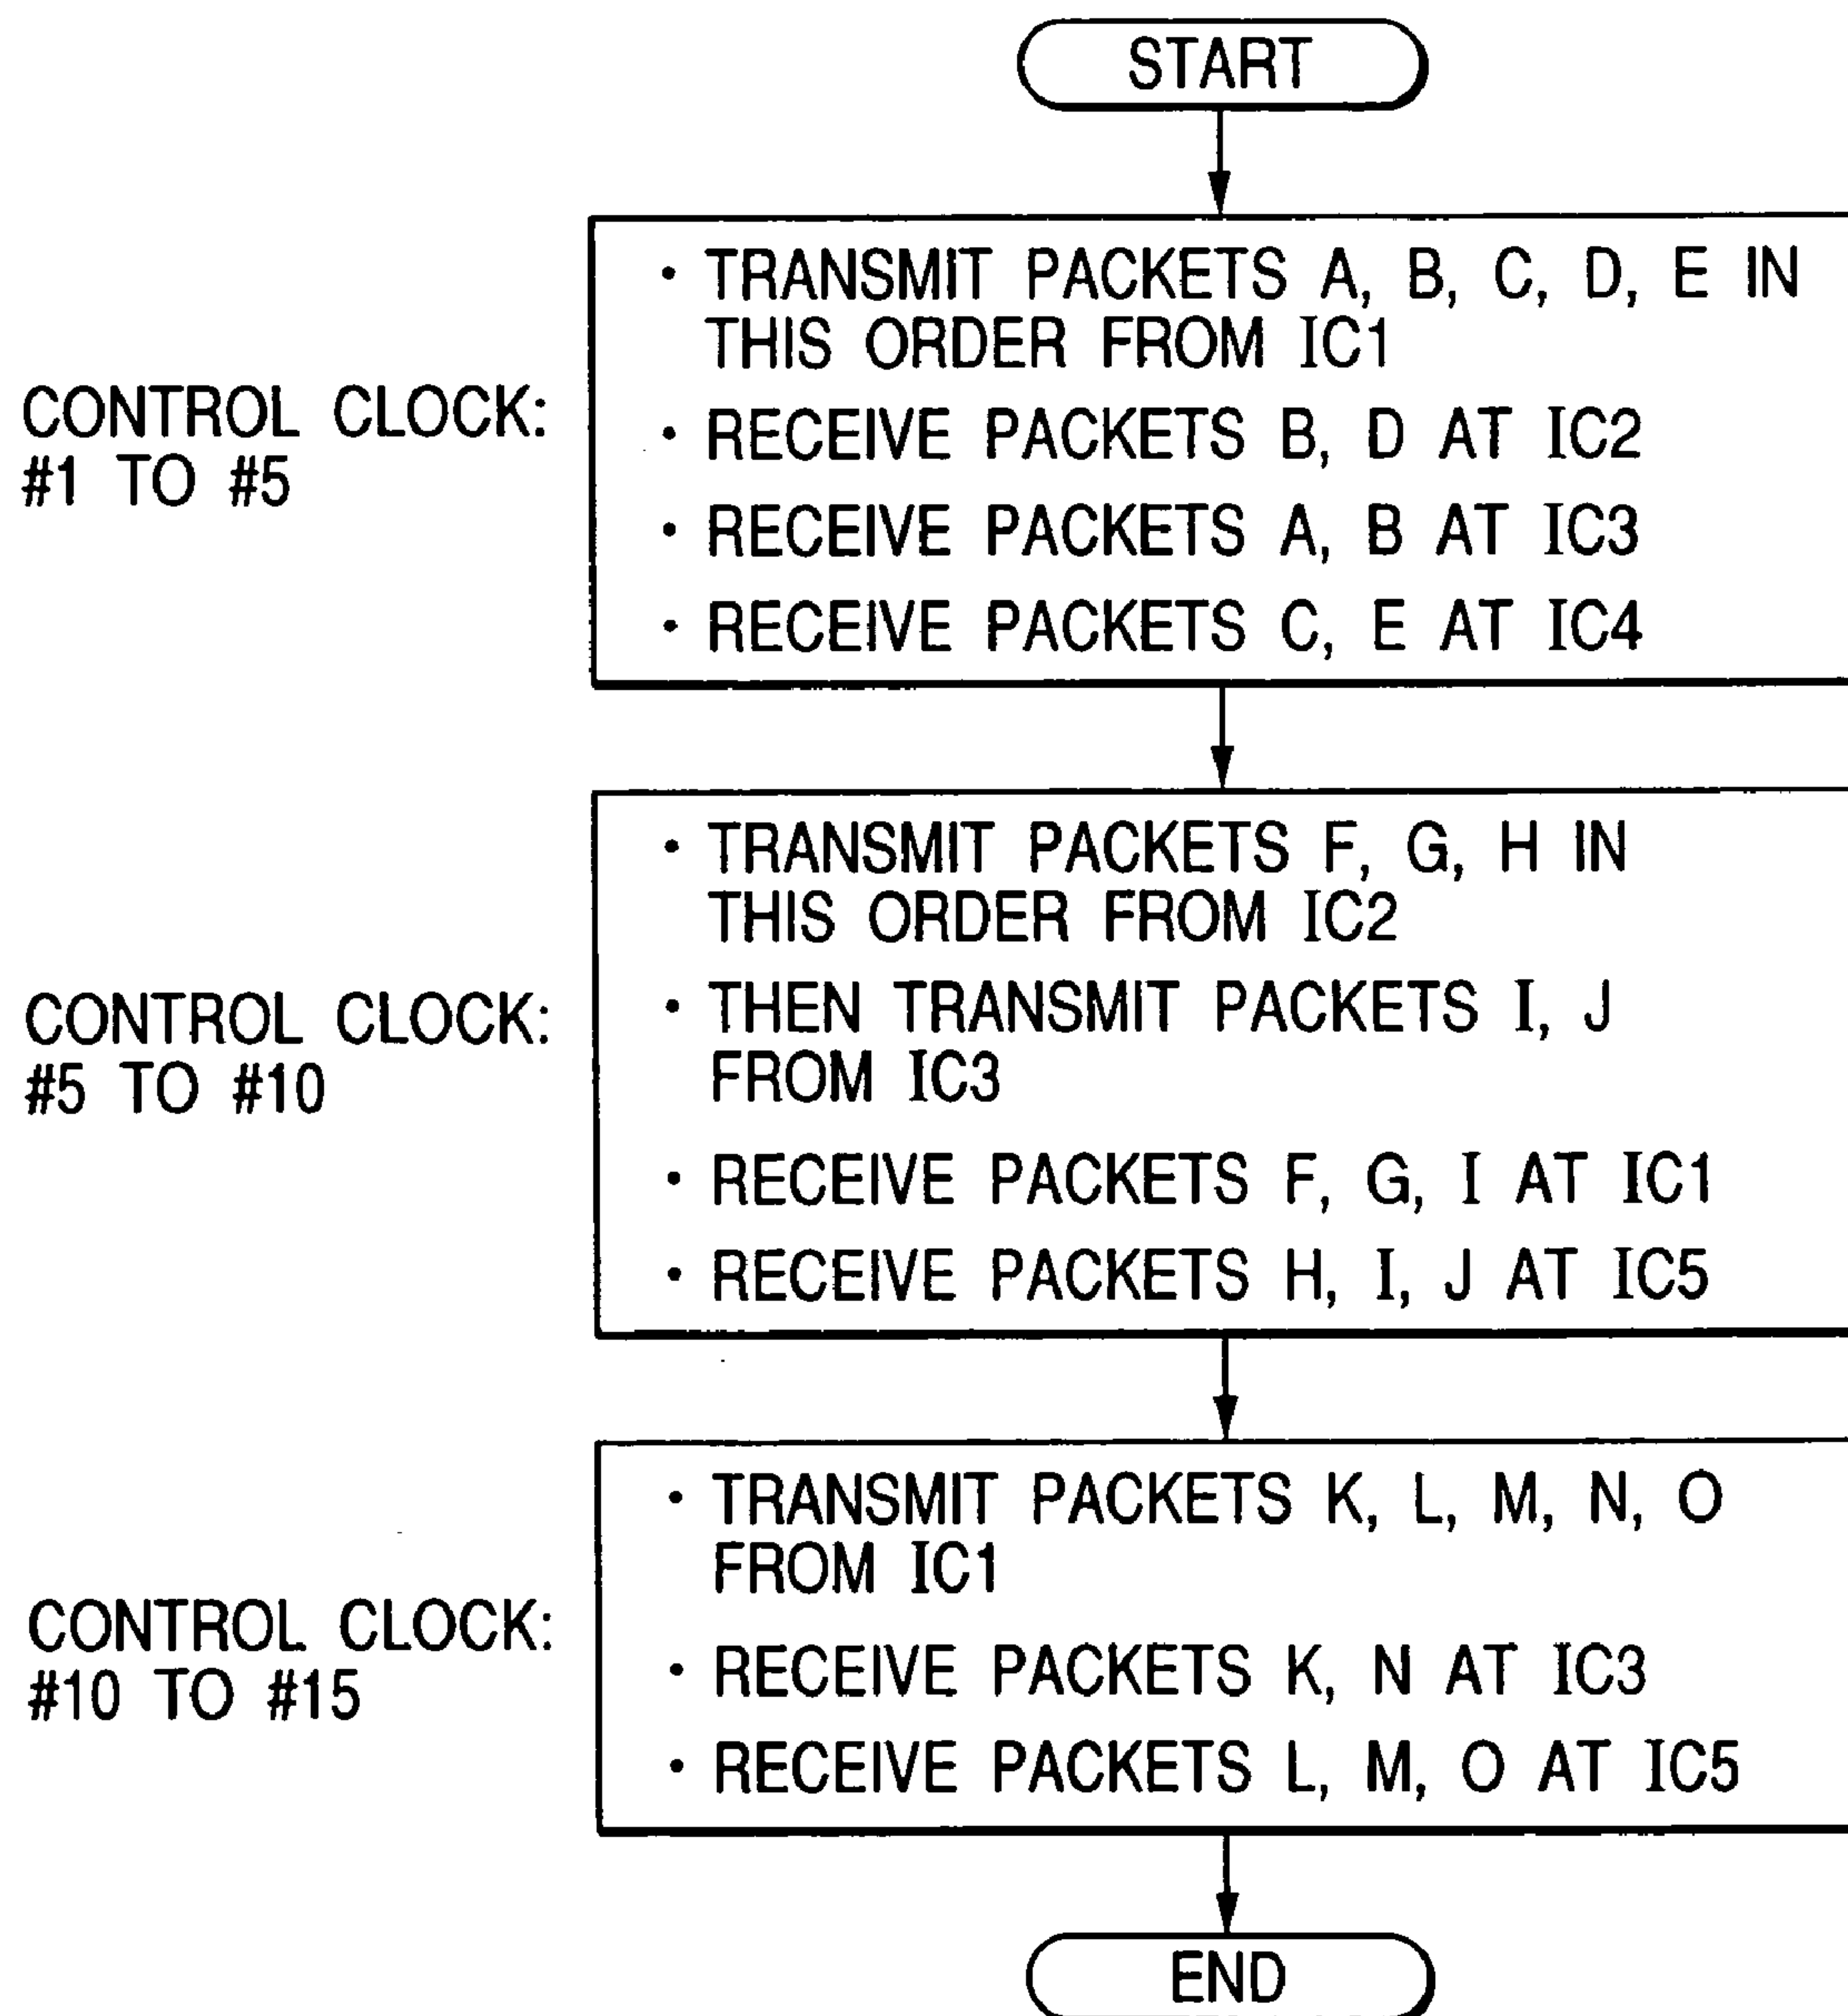 START
CONTROL CLOCK:
#1 TO #5
· TRANSMIT PACKETS A, B, C, D, E IN
THIS ORDER FROM IC1
· RECEIVE PACKETS B, D AT IC2
· RECEIVE PACKETS A, B AT IC3
· RECEIVE PACKETS C, E AT IC4
CONTROL CLOCK:
#5 TO #10
· TRANSMIT PACKETS F, G, H IN
THIS ORDER FROM IC2
· THEN TRANSMIT PACKETS I, J
FROM IC3
· RECEIVE PACKETS F, G, I AT IC1
· RECEIVE PACKETS H, I, J AT IC5
CONTROL CLOCK:
#10 TO #15
· TRANSMIT PACKETS K, L, M, N, O
FROM IC1
· RECEIVE PACKETS K, N AT IC3
· RECEIVE PACKETS L, M, O AT IC5
END